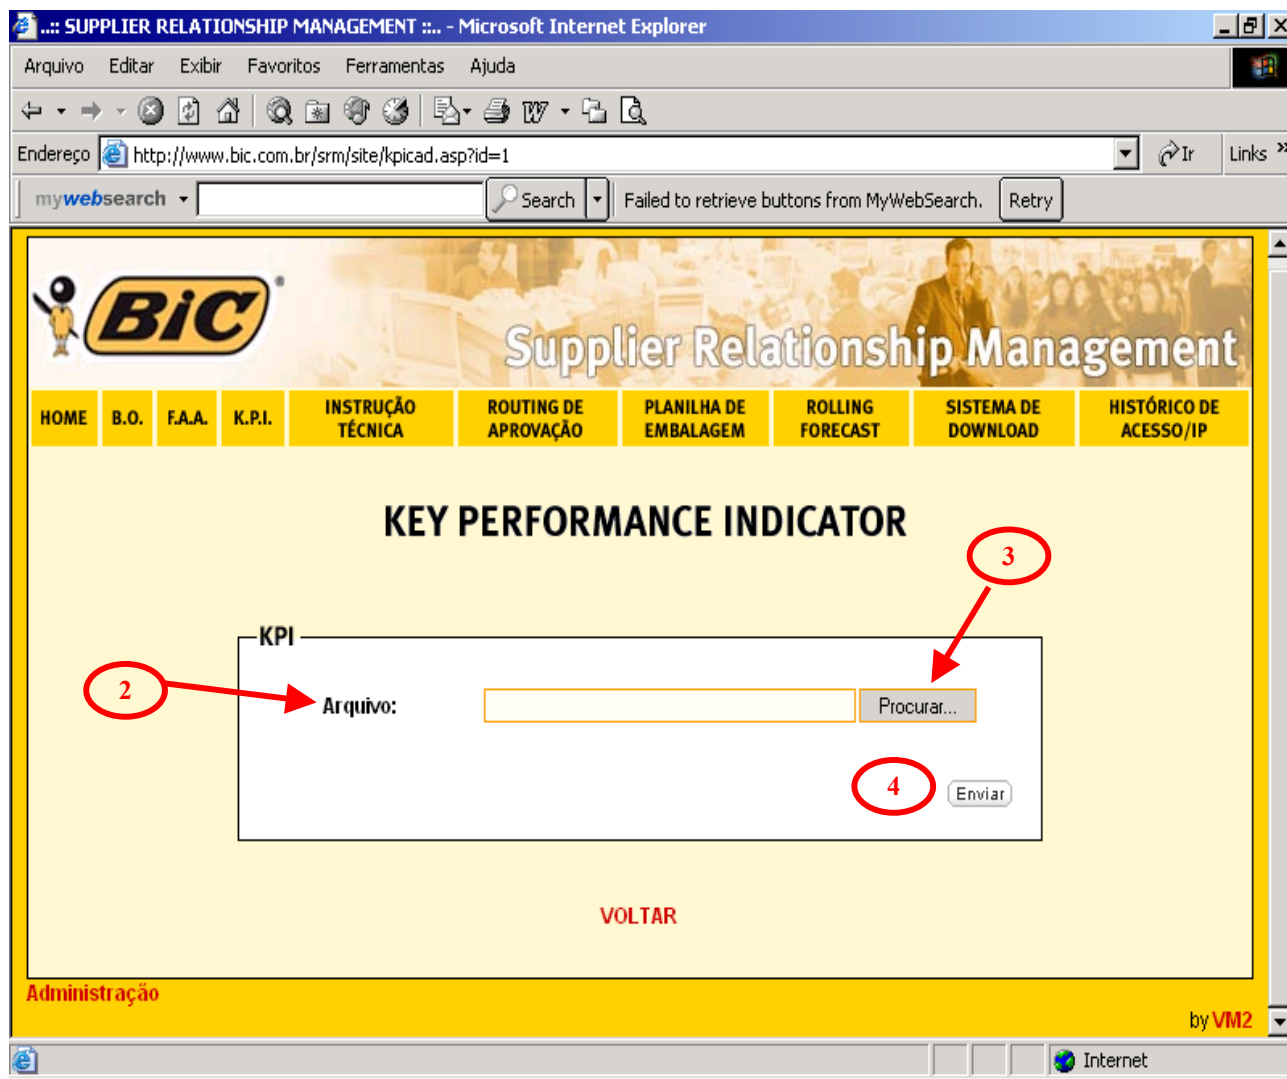 ..:: SUPPLIER RELATIONSHIP MANAGEMENT ::.. - Microsoft Internet Explorer
Arquivo Editar Exibir Favoritos Ferramentas Ajuda
Endereço http://www.bic.com.br/srm/site/kpicad.asp?id=1 Ir Links »
mywebsearch Search Failed to retrieve buttons from MyWebSearch. Retry
BiC
Supplier Relationship Management
HOME B.O. F.A.A. K.P.I. INSTRUÇÃO TÉCNICA ROUTING DE APROVAÇÃO PLANILHA DE EMBALAGEM ROLLING FORECAST SISTEMA DE DOWNLOAD HISTÓRICO DE ACESSO/IP
KEY PERFORMANCE INDICATOR
3
KPI
2
Arquivo: Procurar...
4 Enviar
VOLTAR
Administração
by VM2
Internet